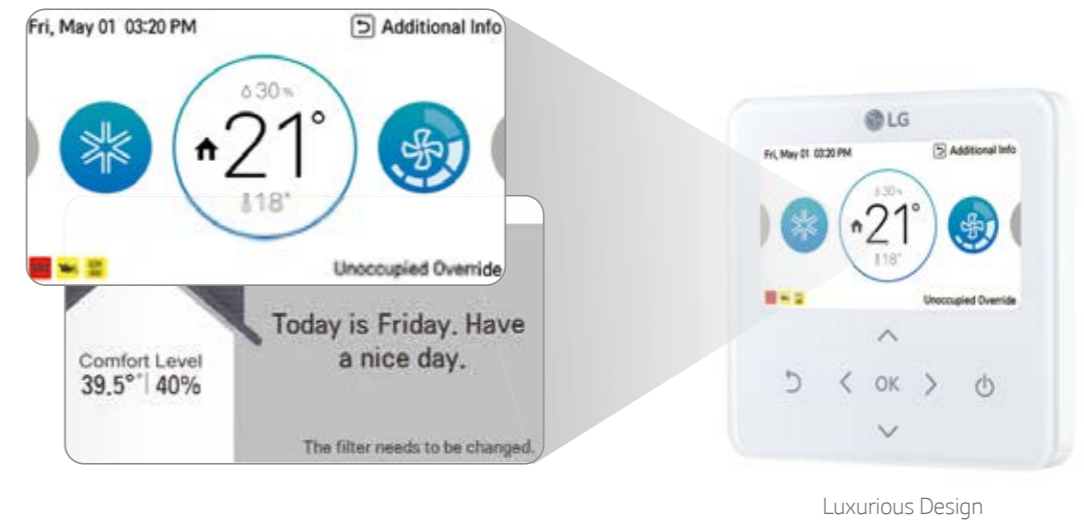 Fri, May 01 03:20 PM
Additional Info
30%
21°
18°
Unoccupied Override
Today is Friday. Have
a nice day.
Comfort Level
39.5° 40%
The filter needs to be changed.
LG
Fri, May 01 03:20 PM
Additional Info
30%
21°
18°
Unoccupied Override
OK
Luxurious Design